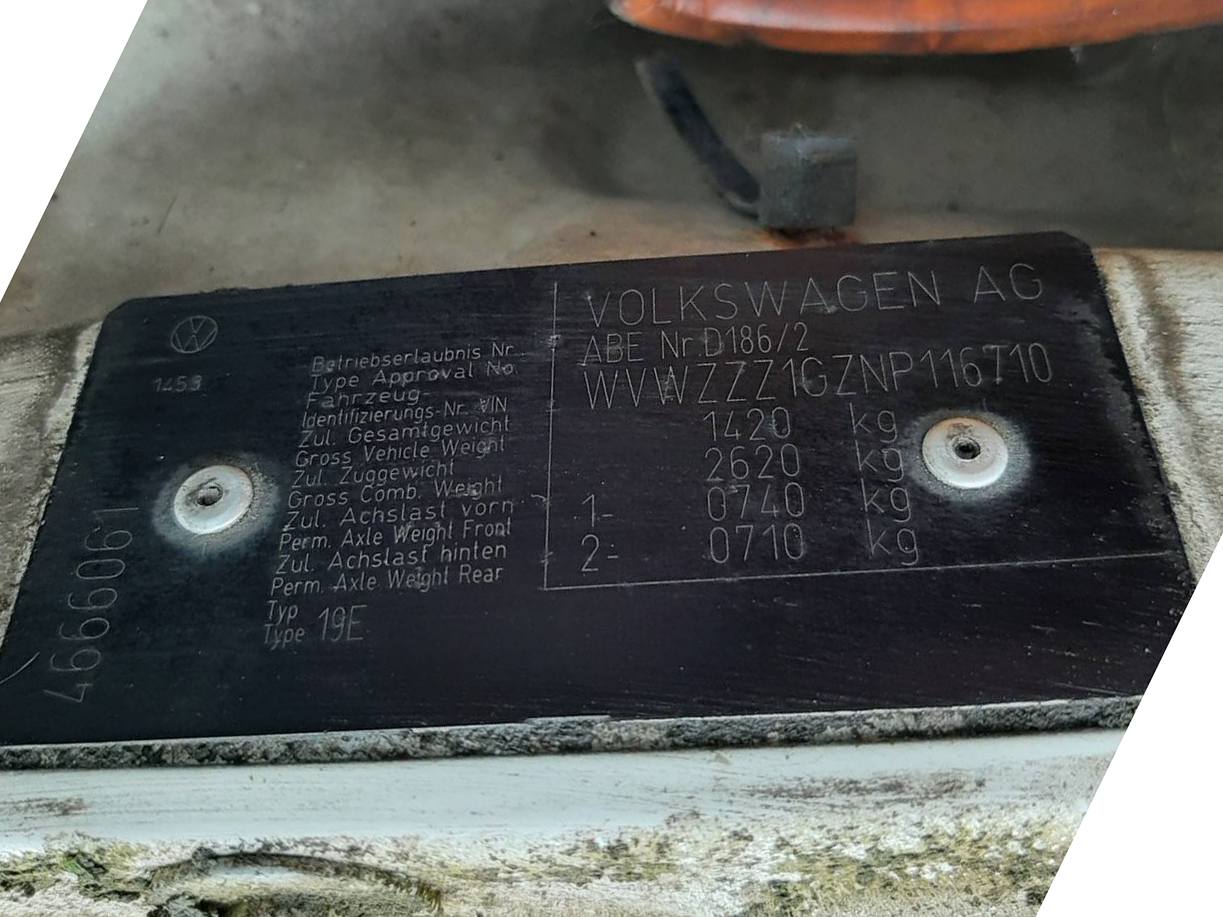 1453
46660661
Betriebserlaubnis Nr.
Type Approval No.
Fahrzeug-
Identifizierungs-Nr. VIN
Zul. Gesamtgewicht
Gross Vehicle Weight
Zul. Zuggewicht
Gross Comb. Weight
Zul. Achslast vorn
Perm. Axle Weight Front
Zul. Achslast hinten
Perm. Axle Weight Rear
Typ
Type 19E
VOLKSWAGEN AG
ABE Nr.D186/2
WVWZZZ1GZNP116710
1420 kg
2620 kg
1- 0740 kg
2- 0710 kg